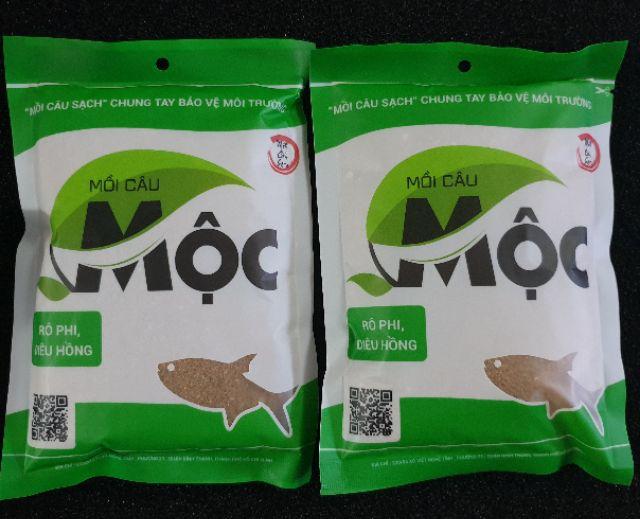 "MỒI CÂU SẠCH" CHUNG TAY BẢO VỆ MÔI TRƯỜNG
MỒI CÂU
MỘC
RÔ PHI,
DIÊU HỒNG
"MỒI CÂU SẠCH" CHUNG TAY BẢO VỆ MÔI TRƯỜNG
MỒI CÂU
MỘC
RÔ PHI,
DIÊU HỒNG